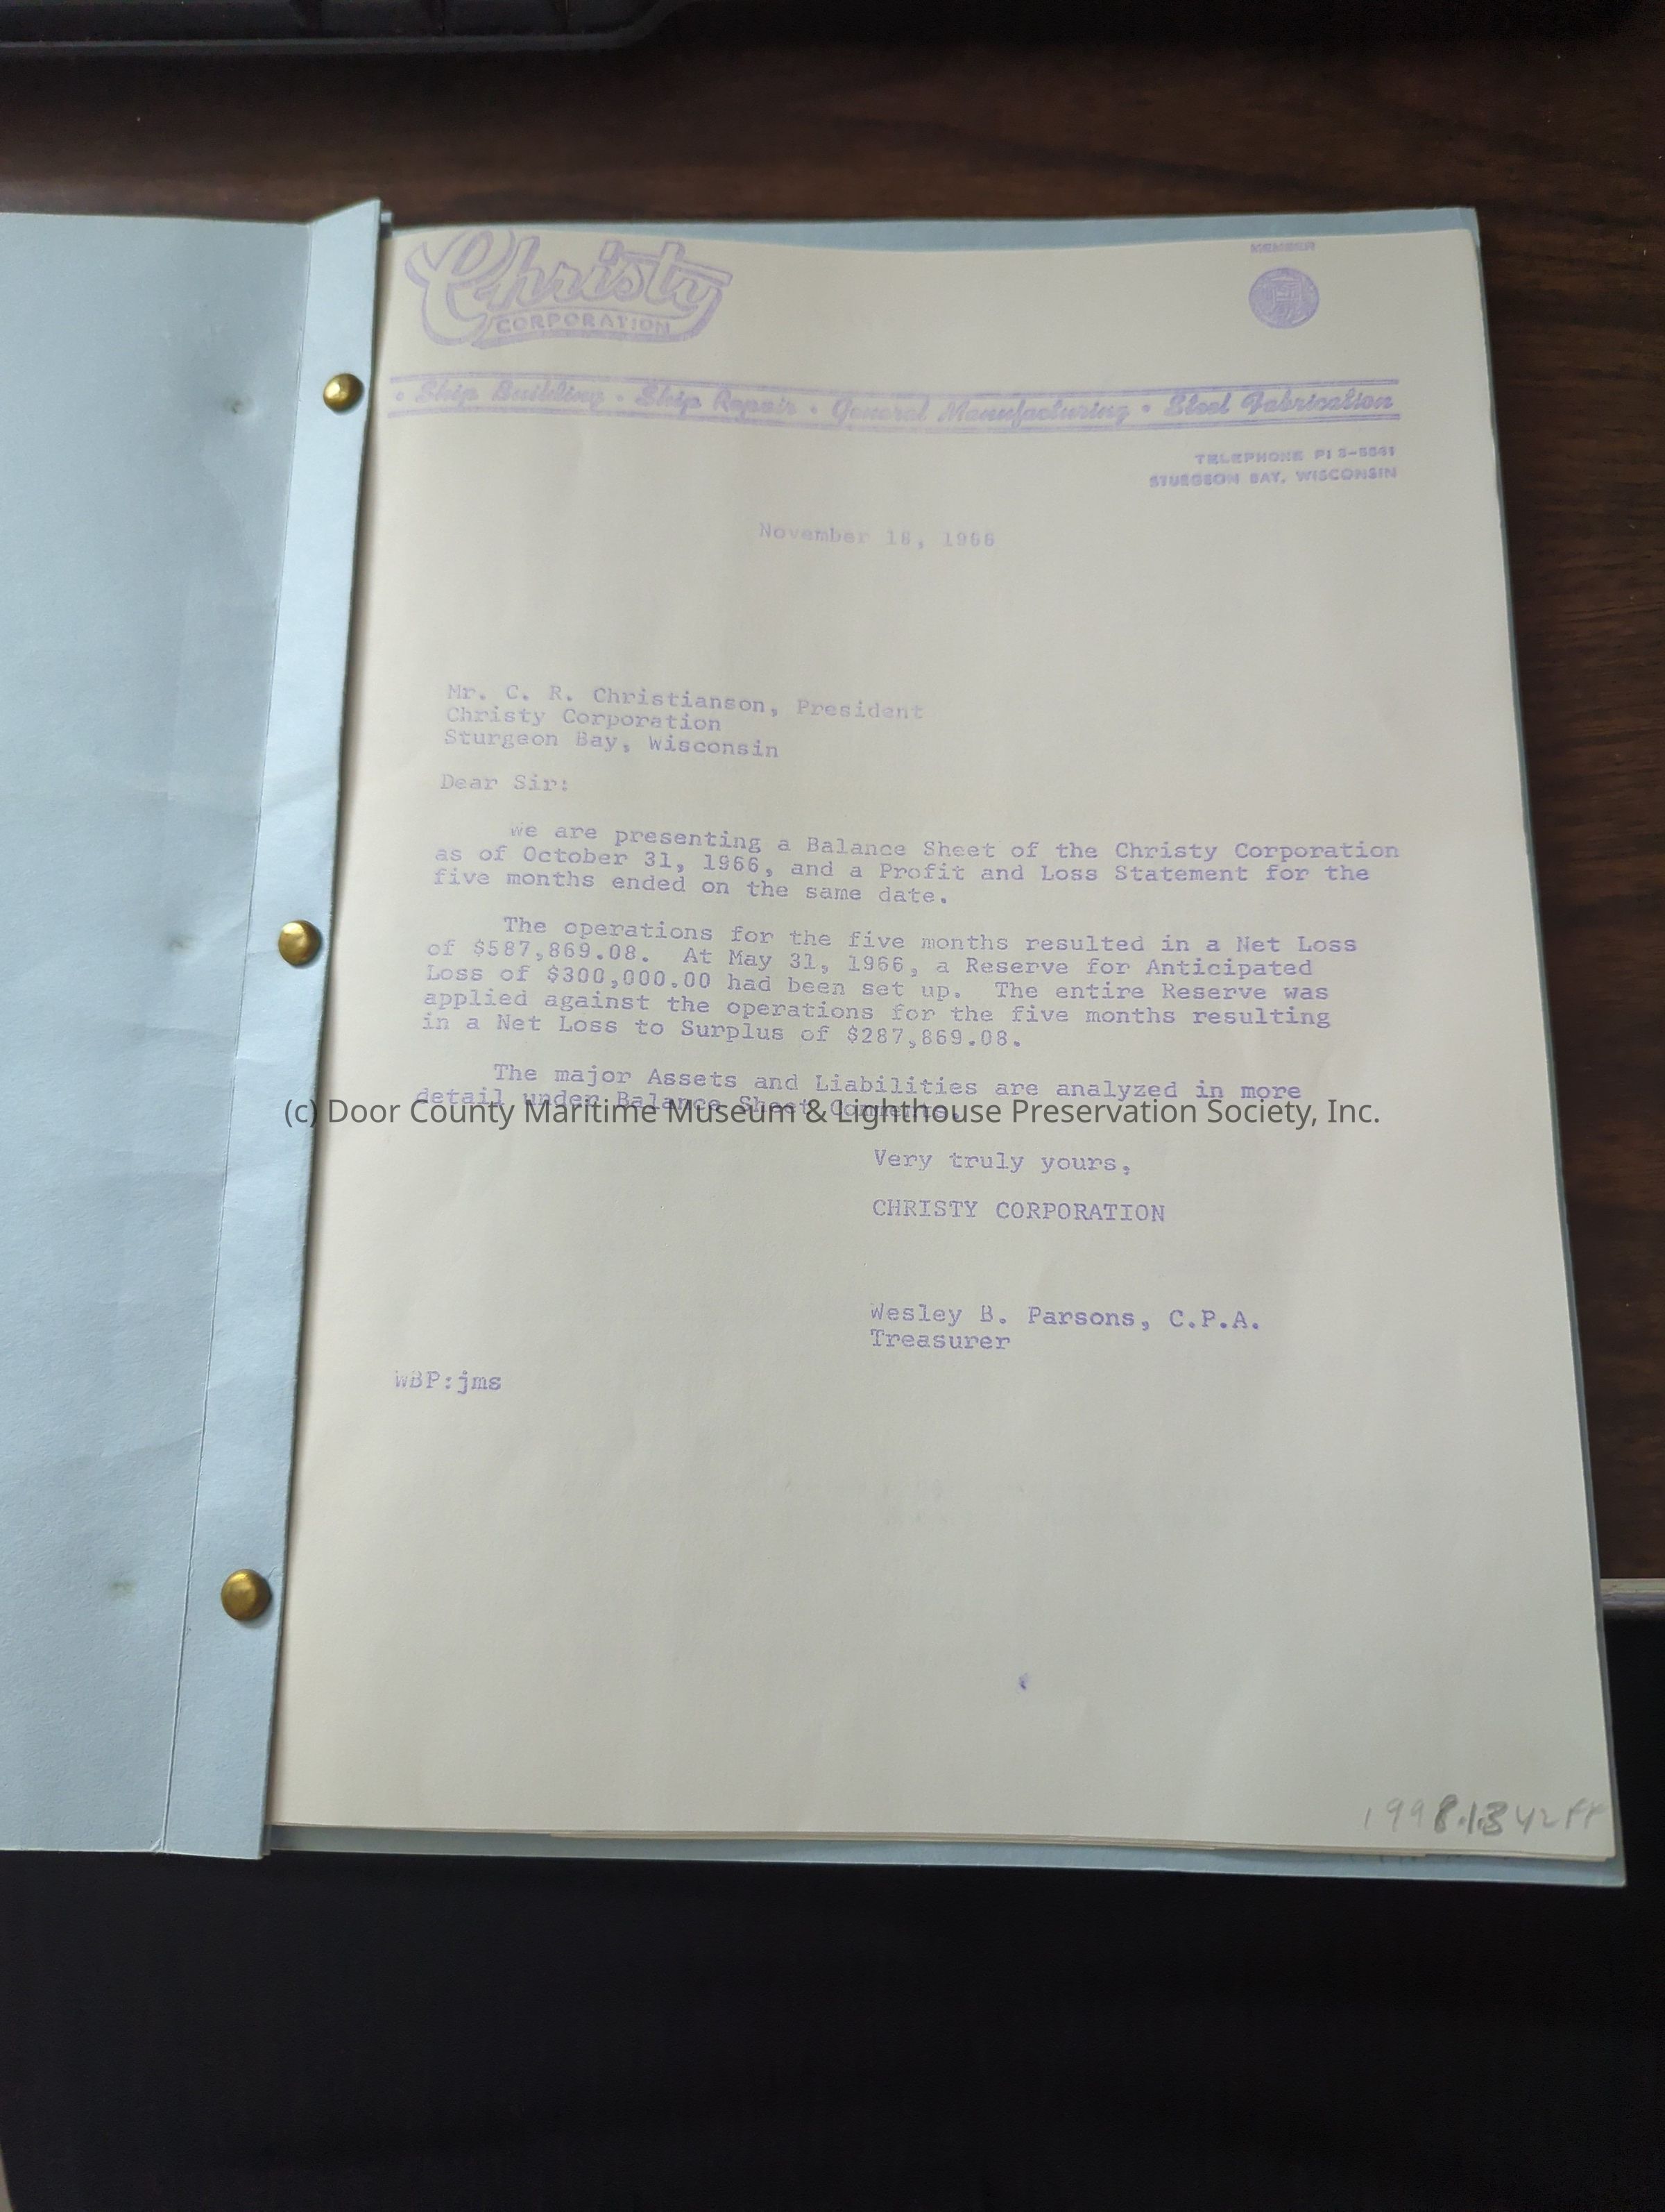 Christy
CORPORATION
MEMBER
• Ship Building • Ship Repair • General Manufacturing • Steel Fabrication
TELEPHONE PI 3-5541
STURGEON BAY, WISCONSIN
November 18, 1966
Mr. C. R. Christianson, President
Christy Corporation
Sturgeon Bay, Wisconsin
Dear Sir:
We are presenting a Balance Sheet of the Christy Corporation
as of October 31, 1966, and a Profit and Loss Statement for the
five months ended on the same date.
The operations for the five months resulted in a Net Loss
of $587,869.08. At May 31, 1966, a Reserve for Anticipated
Loss of $300,000.00 had been set up. The entire Reserve was
applied against the operations for the five months resulting
in a Net Loss to Surplus of $287,869.08.
The major Assets and Liabilities are analyzed in more
detail under Balance Sheet Comments.
(c) Door County Maritime Museum & Lighthouse Preservation Society, Inc.
Very truly yours,
CHRISTY CORPORATION
Wesley B. Parsons, C.P.A.
Treasurer
WBP:jms